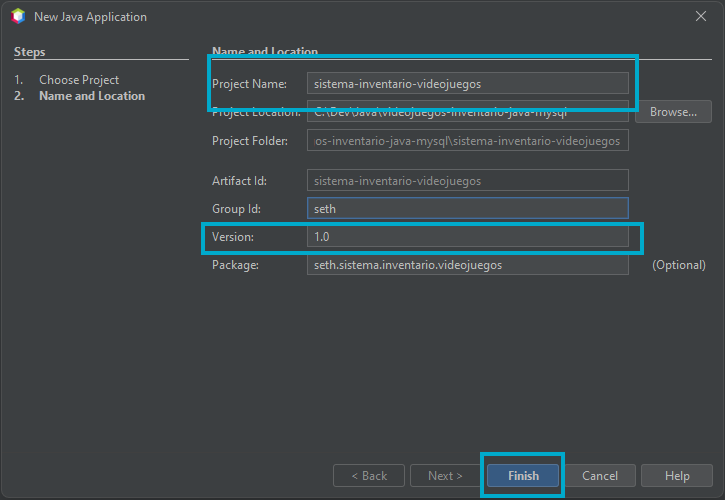 New Java Application
Steps
1. Choose Project
2. Name and Location
Name and Location
Project Name: sistema-inventario-videojuegos
Project Location: C:\Dev\Java\videojuegos-inventario-java-mysql Browse...
Project Folder: os-inventario-java-mysql\sistema-inventario-videojuegos
Artifact Id: sistema-inventario-videojuegos
Group Id: seth
Version: 1.0
Package: seth.sistema.inventario.videojuegos (Optional)
< Back Next > Finish Cancel Help